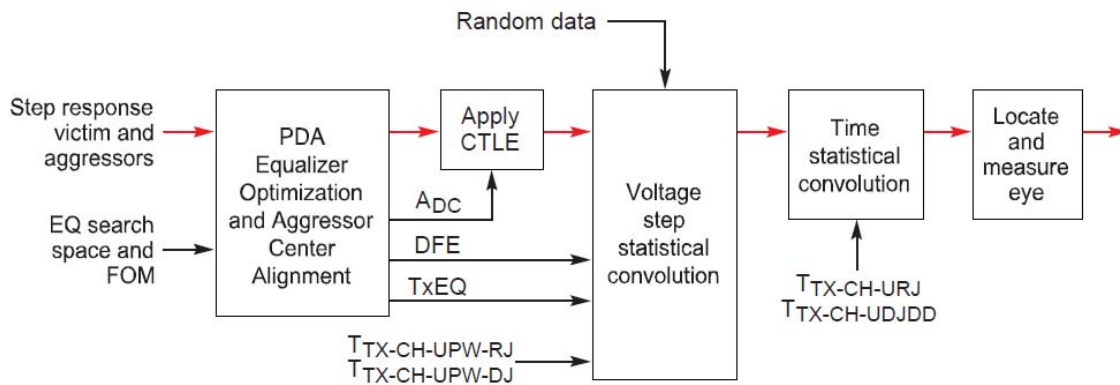 Random data
Step response
victim and
aggressors
EQ search
space and
FOM
PDA
Equalizer
Optimization
and Aggressor
Center
Alignment
Apply
CTLE
ADC
DFE
TxEQ
TTX-CH-UPW-RJ
TTX-CH-UPW-DJ
Voltage
step
statistical
convolution
Time
statistical
convolution
TTX-CH-URJ
TTX-CH-UDJDD
Locate
and
measure
eye